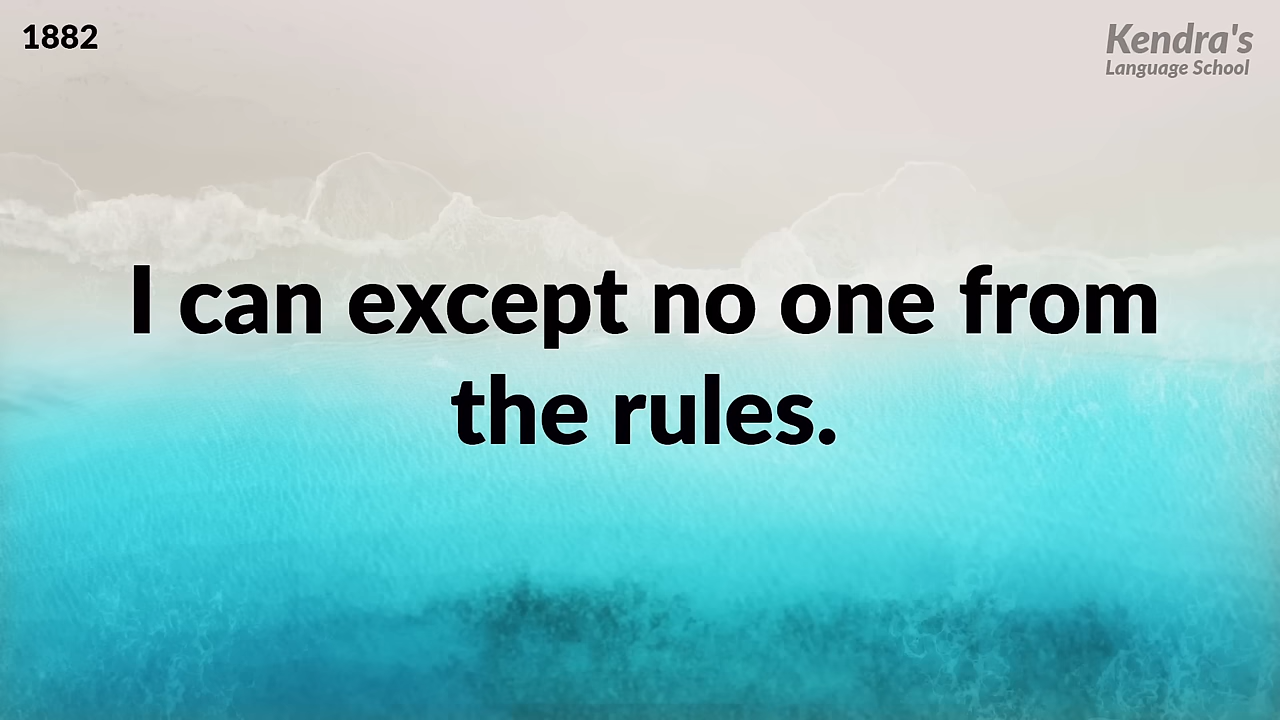 1882
Kendra's
Language School
I can except no one from
the rules.